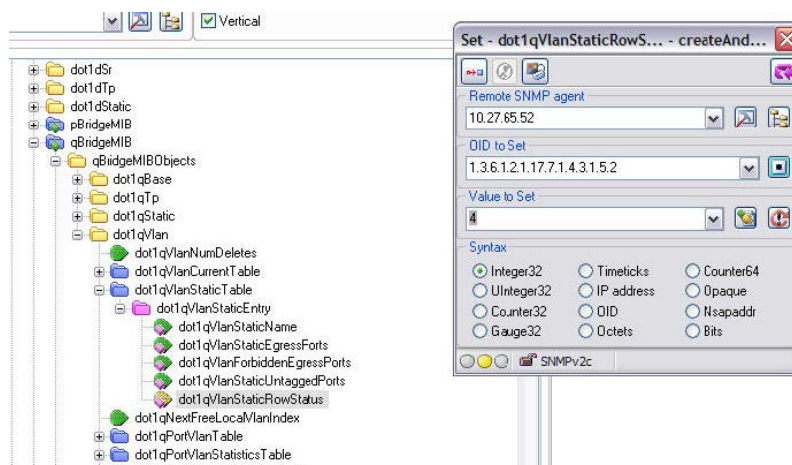 Vertical
dot1dSr
dot1dTp
dot1dStatic
pBridgeMIB
qBridgeMIB
qBridgeMIBObjects
dot1qBase
dot1qTp
dot1qStatic
dot1qVlan
dot1qVlanNumDeletes
dot1qVlanCurrentTable
dot1qVlanStaticTable
dot1qVlanStaticEntry
dot1qVlanStaticName
dot1qVlanStaticEgressPorts
dot1qVlanForbiddenEgressPorts
dot1qVlanStaticUntaggedPorts
dot1qVlanStaticRowStatus
dot1qNextFreeLocalVlanIndex
dot1qPortVlanTable
dot1qPortVlanStatisticsTable
Set - dot1qVlanStaticRowS... - createAnd...
Remote SNMP agent
10.27.65.52
OID to Set
1.3.6.1.2.1.17.7.1.4.3.1.5.2
Value to Set
4
Syntax
Integer32 Timeticks Counter64
UInteger32 IP address Opaque
Counter32 OID Nsapaddr
Gauge32 Octets Bits
SNMPv2c